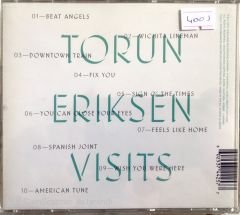 01—BEAT ANGELS
02—WICHITA LINEMAN
4003
TORUN
03—DOWNTOWN TRAIN
04—FIX YOU
05—SIGN O' THE TIMES
ERIKSEN
06—YOU CAN CLOSE YOUR EYES
07—FEELS LIKE HOME
08—SPANISH JOINT
VISITS
09—WISH YOU WERE HERE
10—AMERICAN TUNE